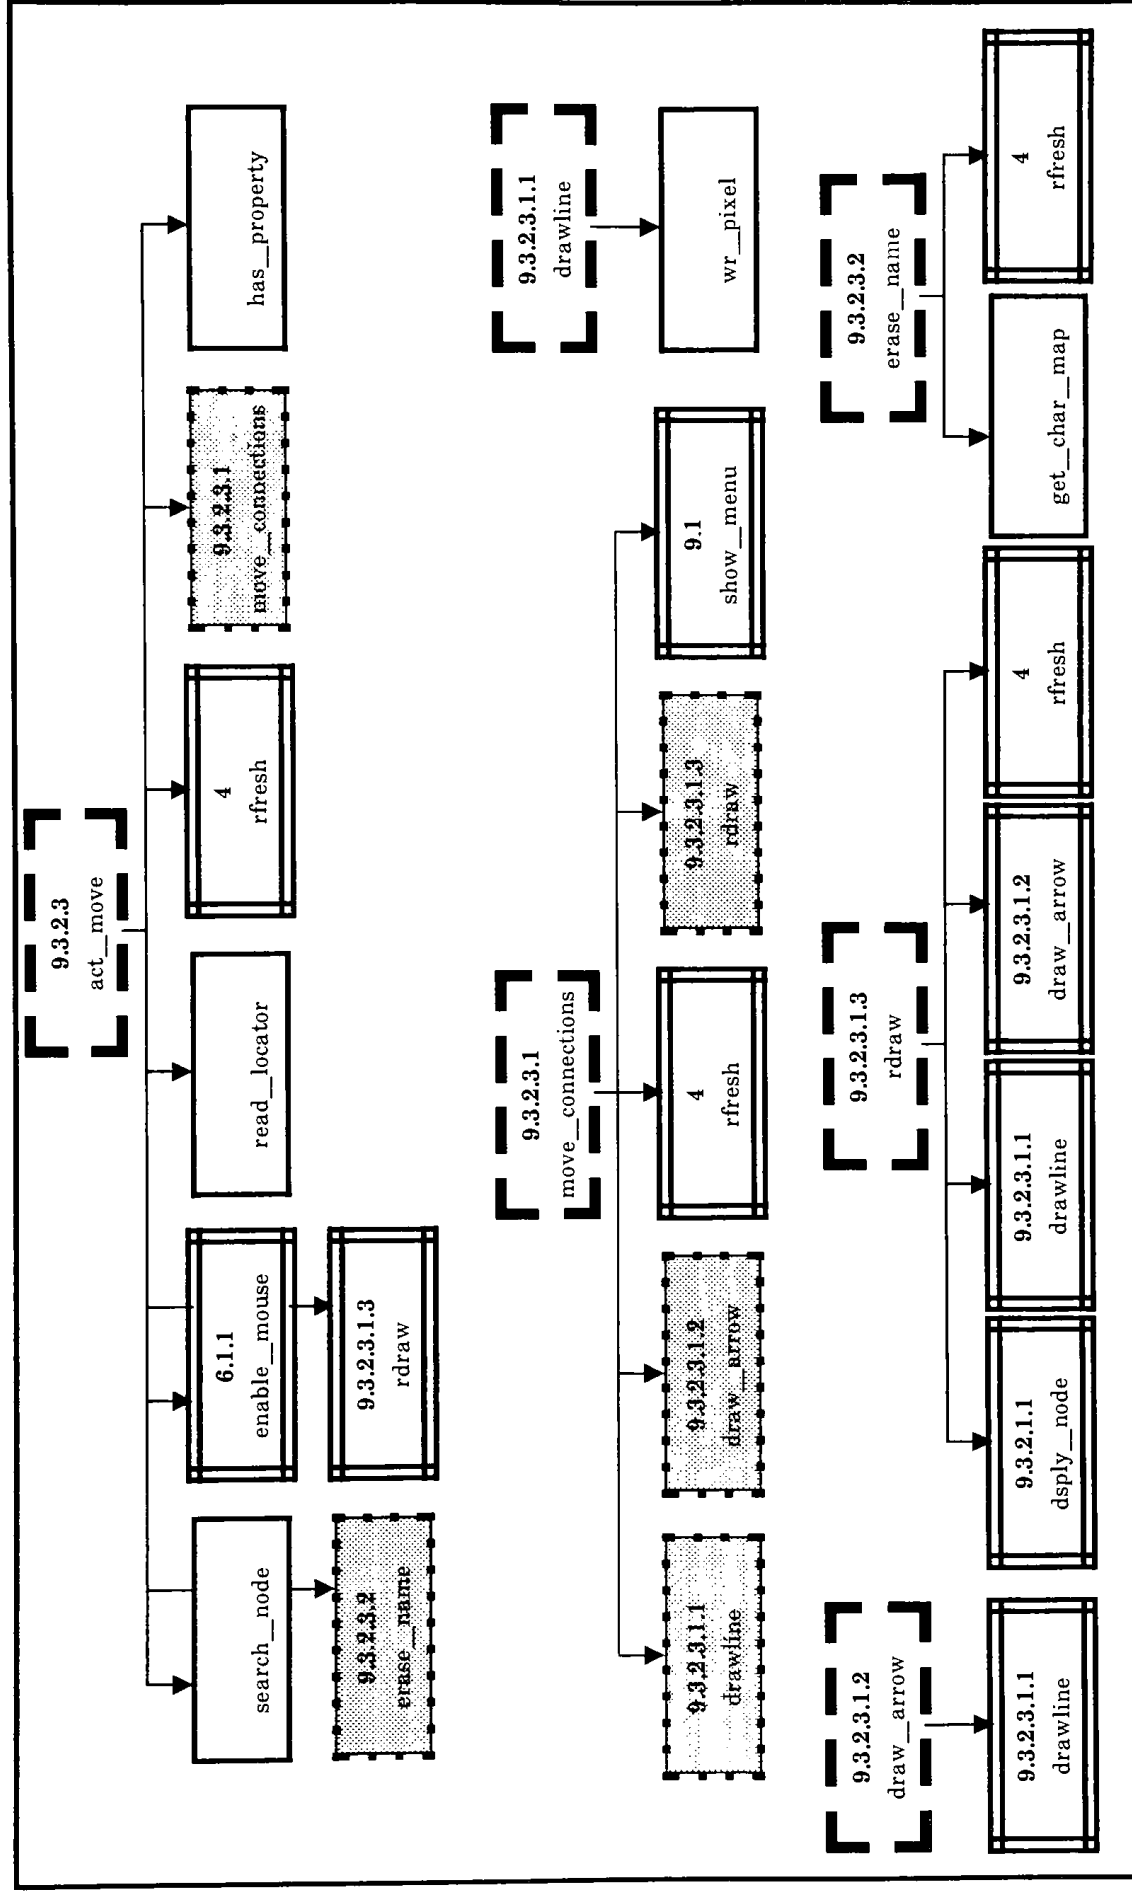 9.3.2.3
act__move
search__node
6.1.1
enable__mouse
read__locator
4
rfresh
9.3.2.3.1
move__connections
has__property
9.3.2.3.2
erase__name
9.3.2.3.1.3
rdraw
9.3.2.3.1
move__connections
9.3.2.3.1.1
drawline
9.3.2.3.1.1
drawline
9.3.2.3.1.2
draw__arrow
4
rfresh
9.3.2.3.1.3
rdraw
9.1
show__menu
wr__pixel
9.3.2.3.1.2
draw__arrow
9.3.2.3.1.3
rdraw
9.3.2.3.2
erase__name
9.3.2.3.1.1
drawline
9.3.2.1.1
dsply__node
9.3.2.3.1.1
drawline
9.3.2.3.1.2
draw__arrow
4
rfresh
get__char__map
4
rfresh